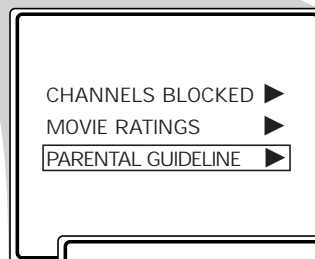 CHANNELS BLOCKED ▶
MOVIE RATINGS ▶
PARENTAL GUIDELINE ▶